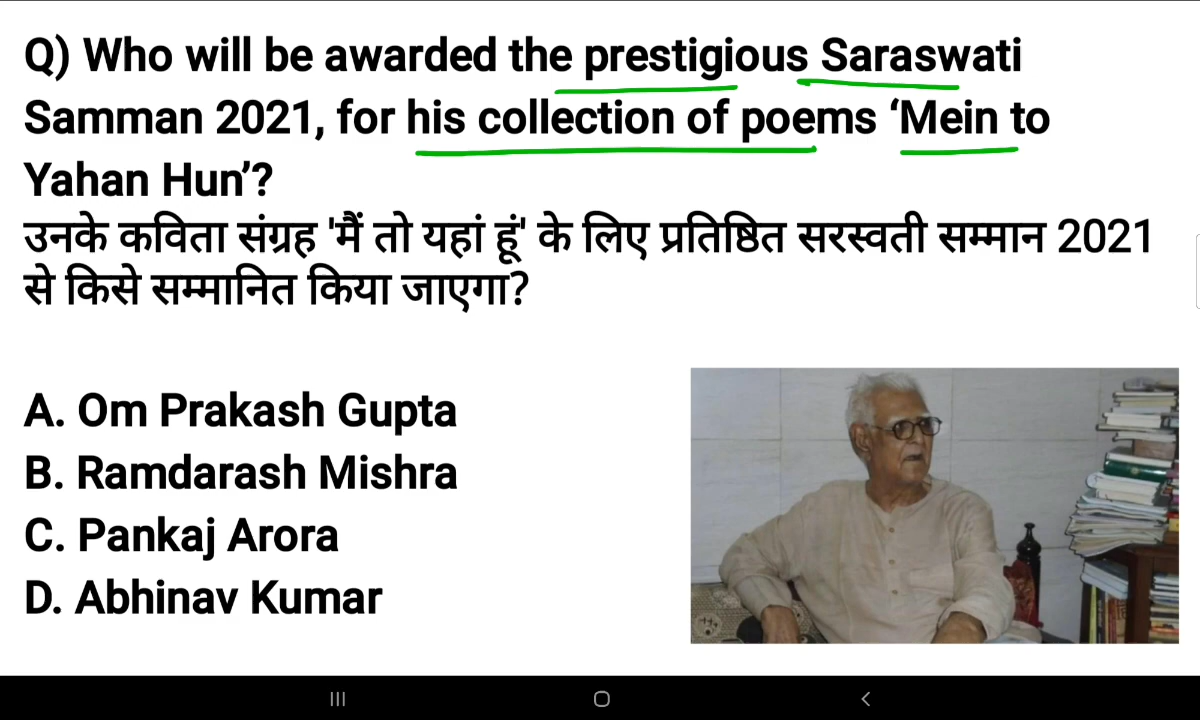 Q) Who will be awarded the prestigious Saraswati
Samman 2021, for his collection of poems ‘Mein to
Yahan Hun’?
उनके कविता संग्रह 'मैं तो यहां हूं' के लिए प्रतिष्ठित सरस्वती सम्मान 2021
से किसे सम्मानित किया जाएगा?
A. Om Prakash Gupta
B. Ramdarash Mishra
C. Pankaj Arora
D. Abhinav Kumar